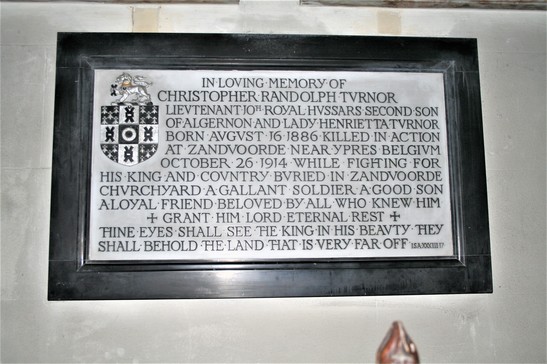 IN LOVING MEMORY OF
CHRISTOPHER RANDOLPH TVRNOR
LIEVTENANT 10TH ROYAL HVSSARS SECOND SON
OF ALGERNON AND LADY HENRIETTA TVRNOR
BORN AVGVST 16 1886 KILLED IN ACTION
AT ZANDVOORDE NEAR YPRES BELGIVM
OCTOBER 26 1914 WHILE FIGHTING FOR
HIS KING AND COVNTRY BVRIED IN ZANDVOORDE
CHVRCHYARD A GALLANT SOLDIER A GOOD SON
A LOYAL FRIEND BELOVED BY ALL WHO KNEW HIM
+ GRANT HIM LORD ETERNAL REST +
THINE EYES SHALL SEE THE KING IN HIS BEAVTY THEY
SHALL BEHOLD THE LAND THAT IS VERY FAR OFF ISA XXXIII 17